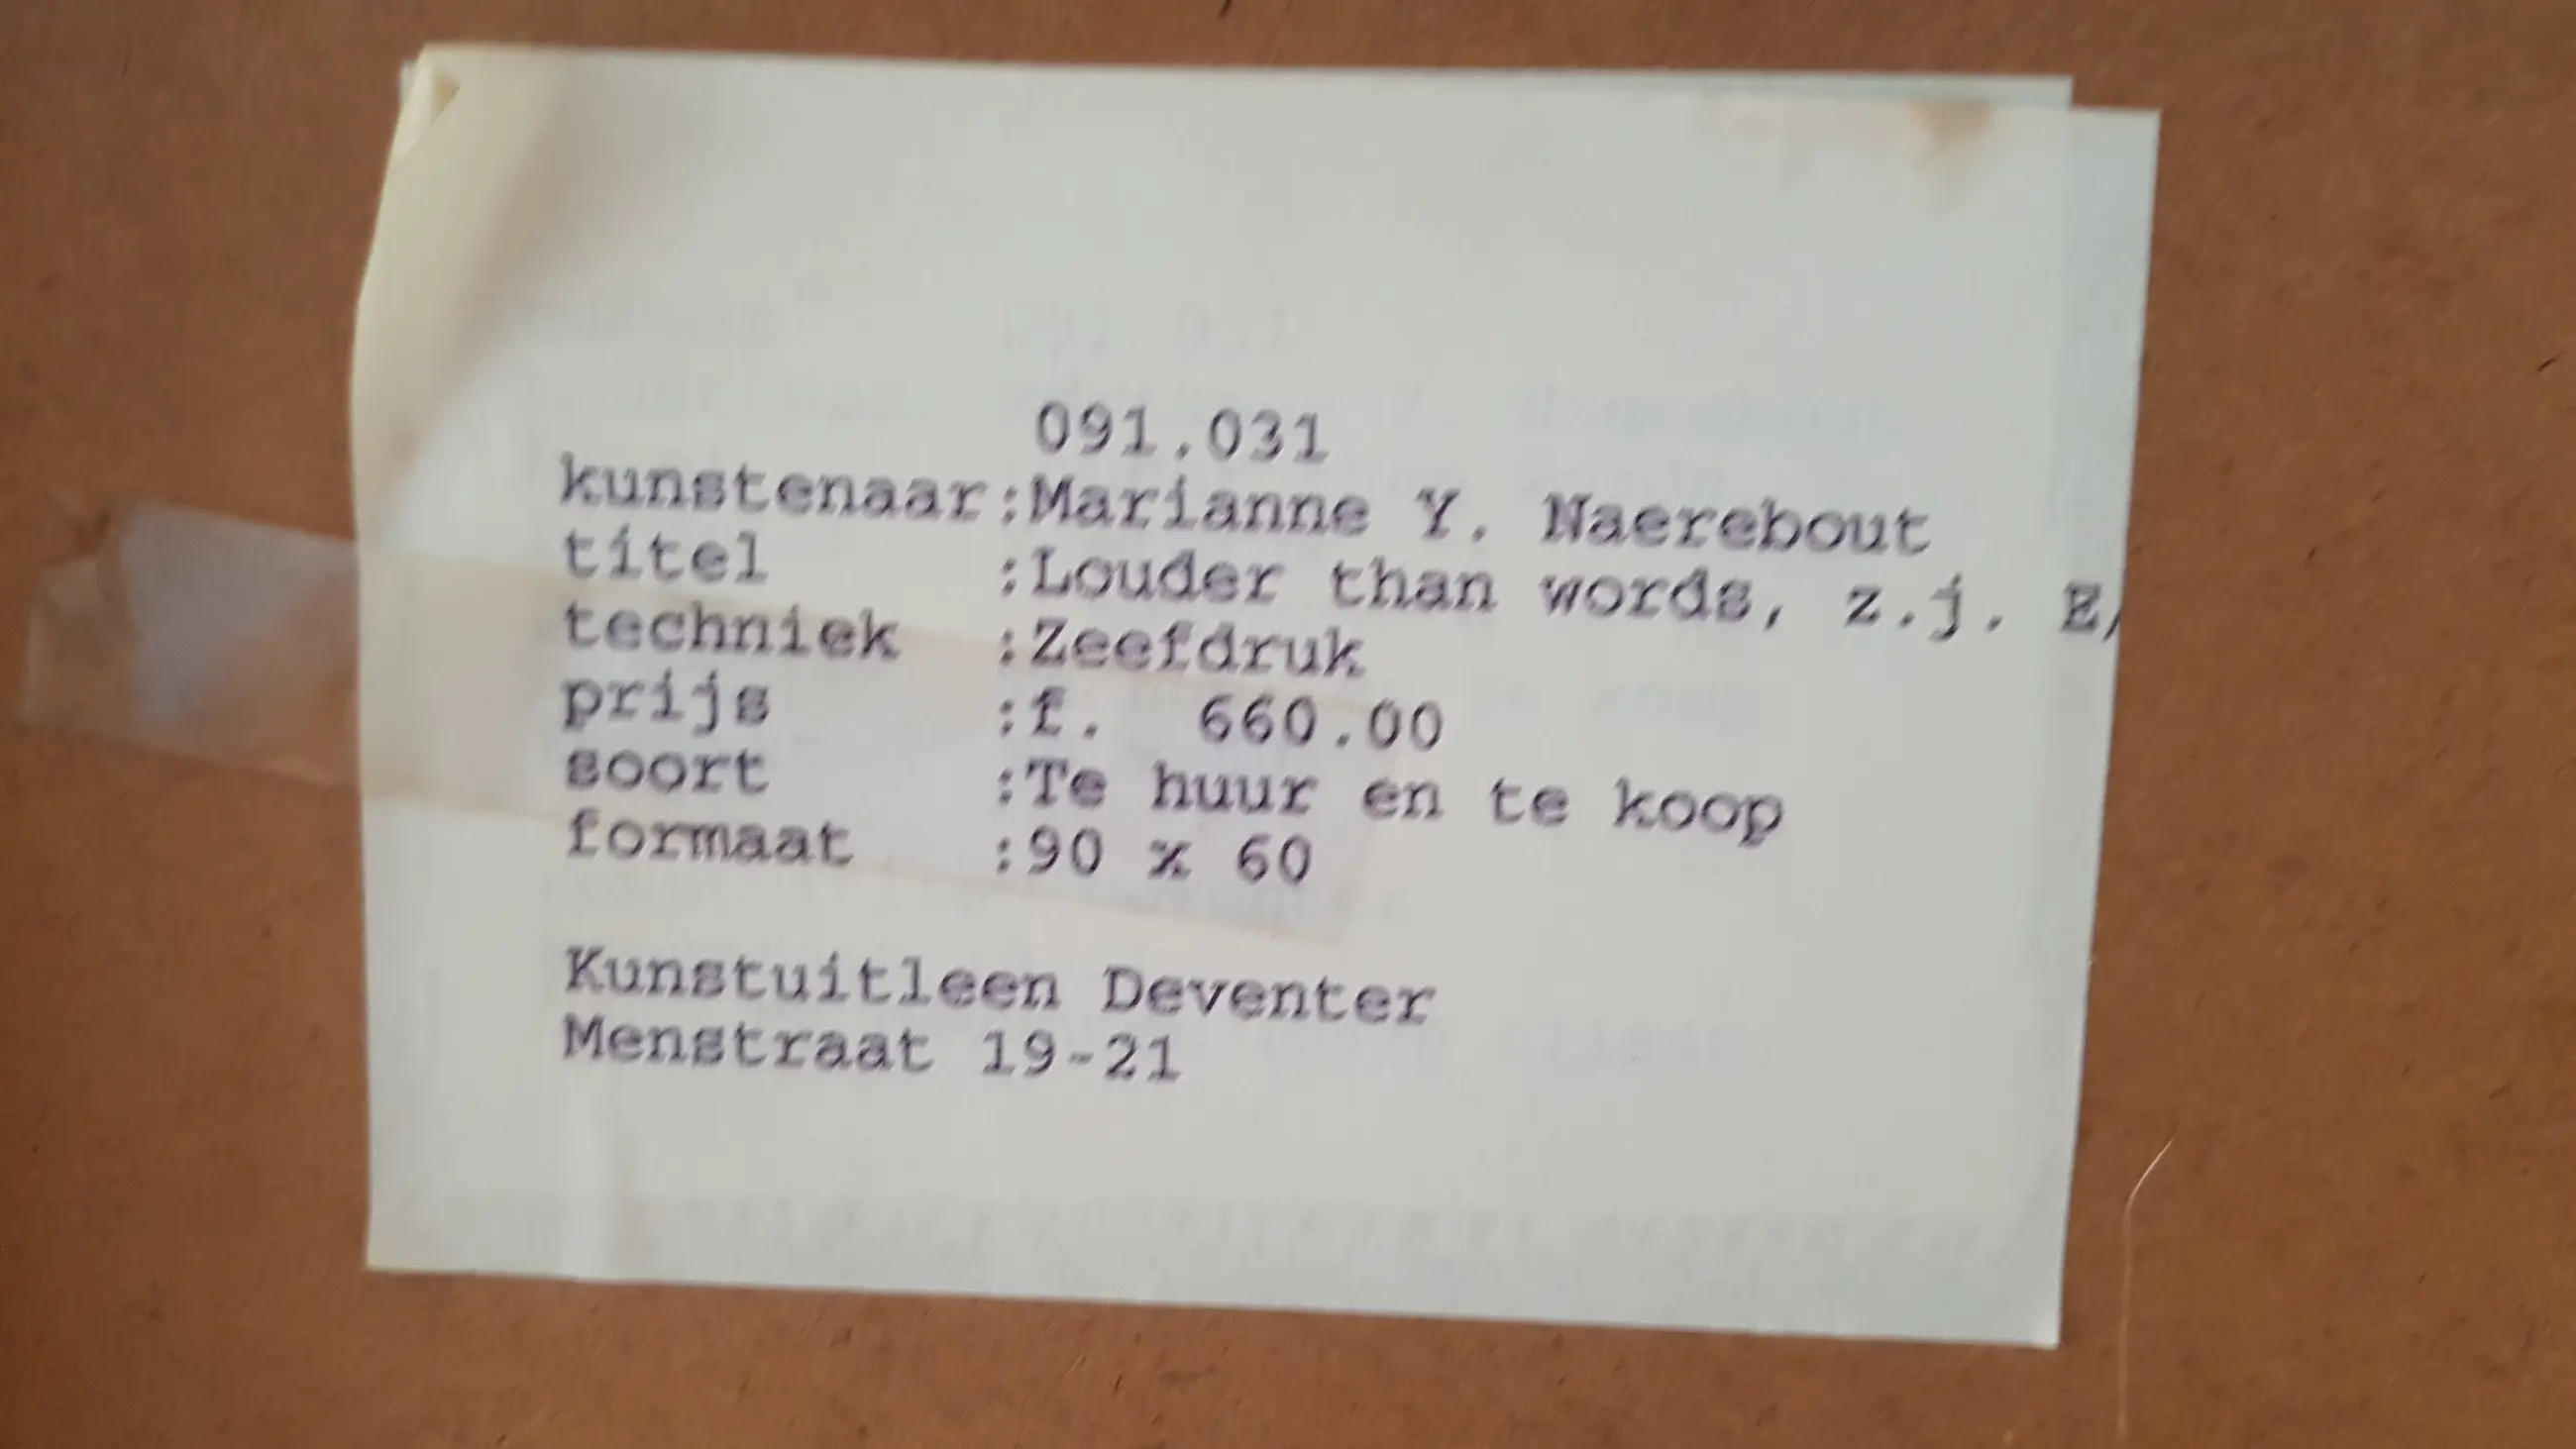 091.031
kunstenaar:Marianne Y. Naerebout
titel :Louder than words, z.j. E/
techniek :Zeefdruk
prijs :f. 660.00
soort :Te huur en te koop
formaat :90 x 60
Kunstuitleen Deventer
Menstraat 19-21